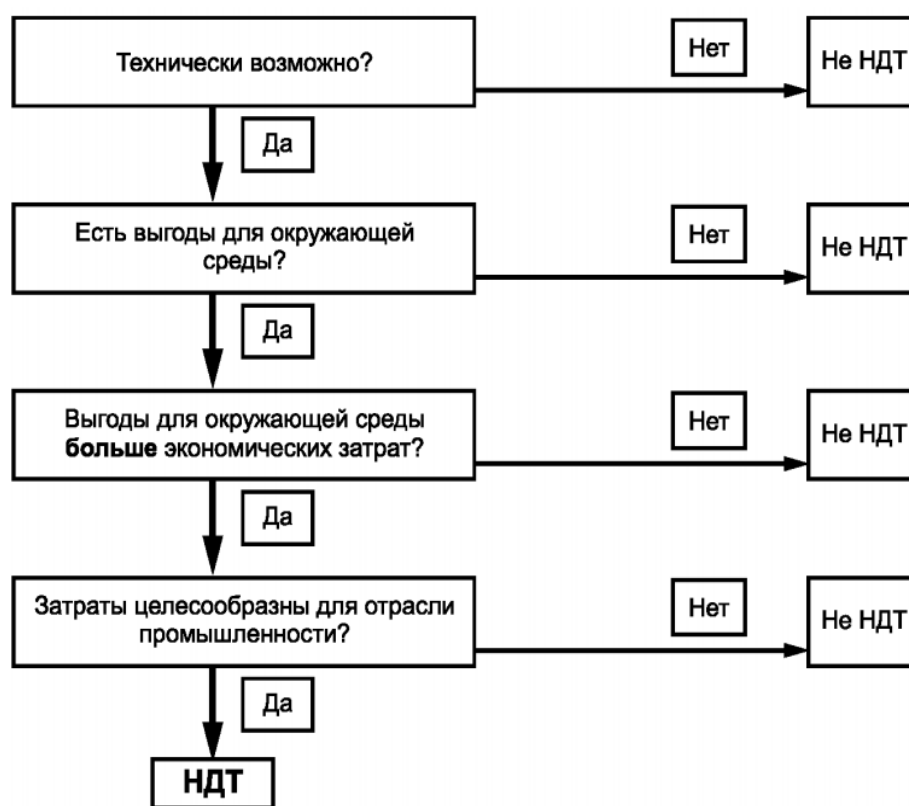 Технически возможно?
Нет
Не НДТ
Да
Есть выгоды для окружающей
среды?
Нет
Не НДТ
Да
Выгоды для окружающей среды
больше экономических затрат?
Нет
Не НДТ
Да
Затраты целесообразны для отрасли
промышленности?
Нет
Не НДТ
Да
НДТ